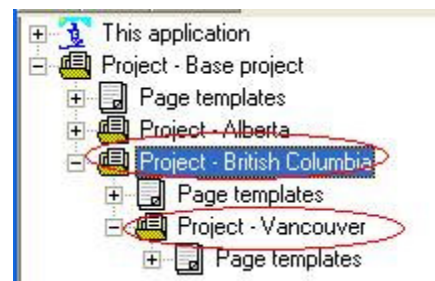 This application
Project - Base project
Page templates
Project - Alberta
Project - British Columbia
Page templates
Project - Vancouver
Page templates